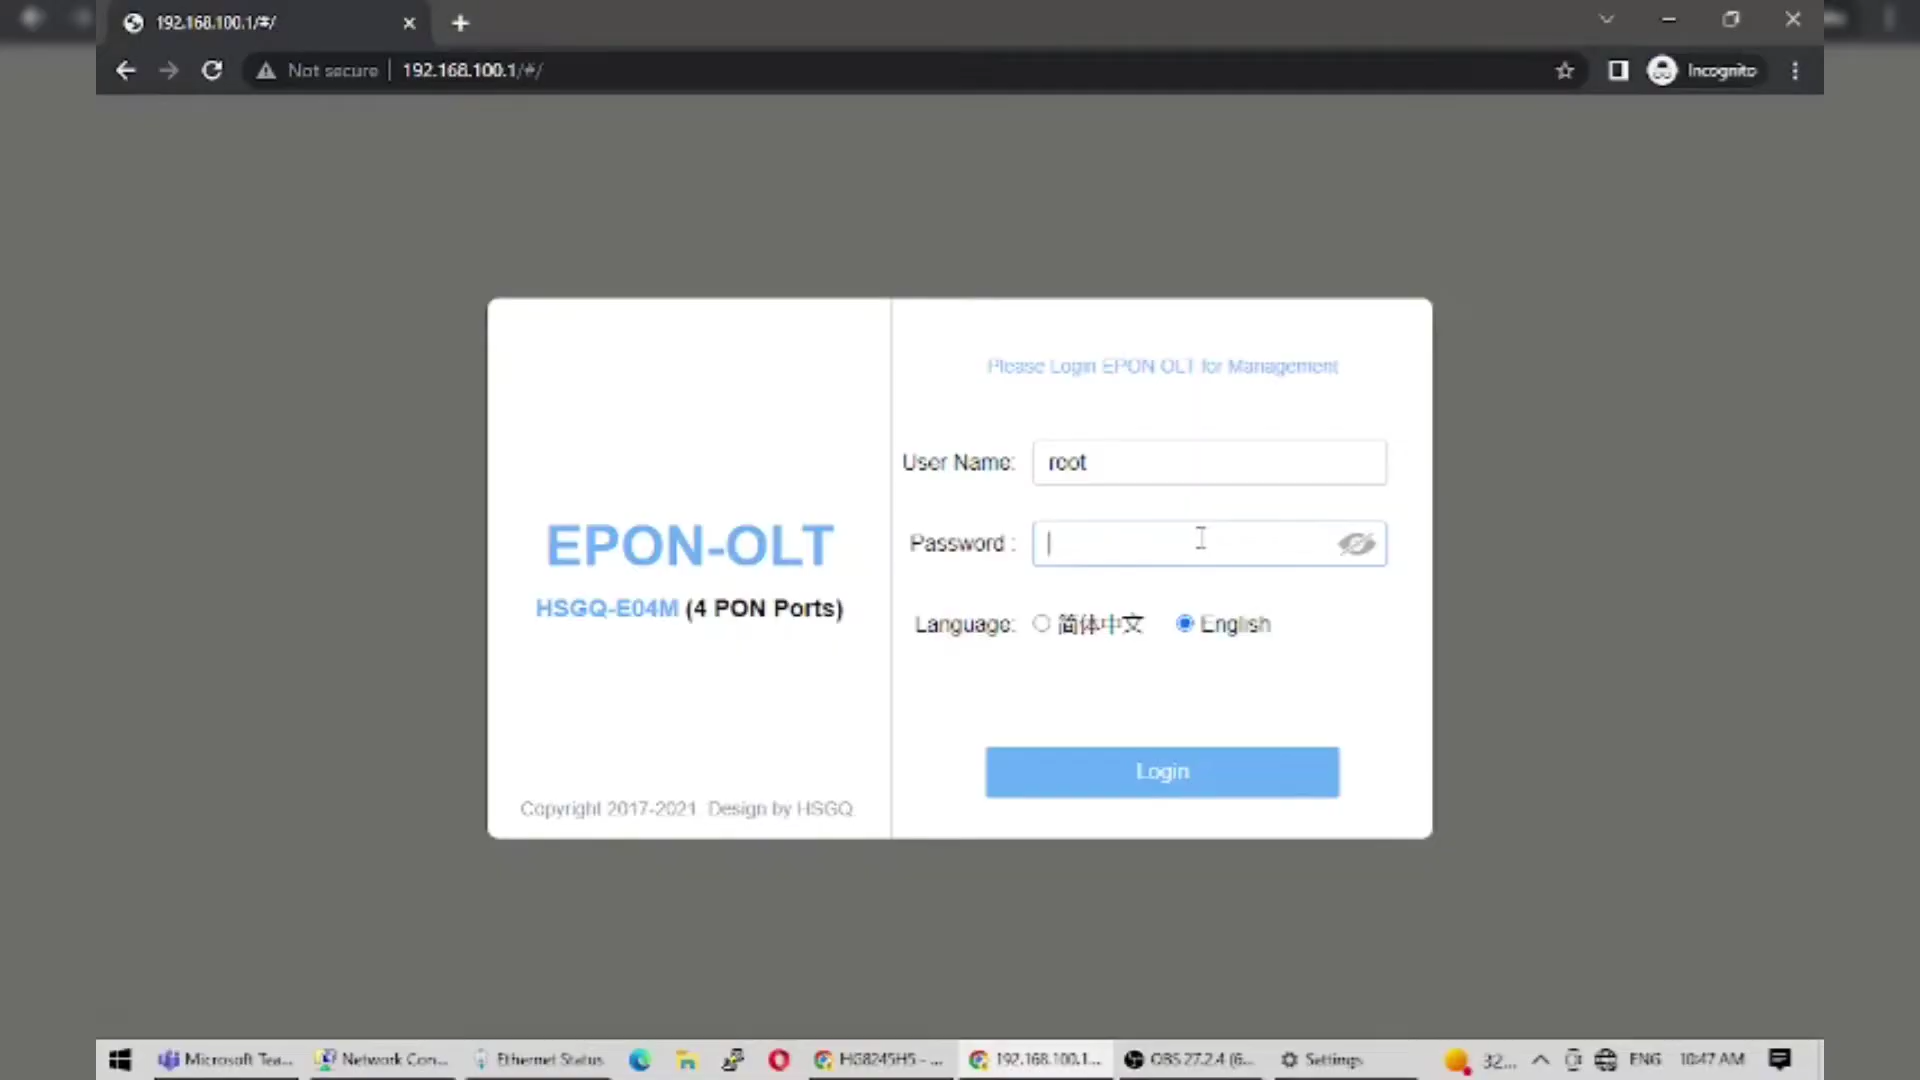 192.168.100.1/#/
Not secure
192.168.100.1/#/
Incognito
Please Login EPON OLT for Management
User Name:
root
Password :
EPON-OLT
HSGQ-E04M (4 PON Ports)
Language:
简体中文
English
Login
Copyright 2017-2021 Design by HSGQ
Microsoft Tea...
Network Con...
Ethernet Status
HG8245H5 - ...
192.168.100.1...
OBS 27.2.4 (6...
Settings
32...
ENG
10:47 AM